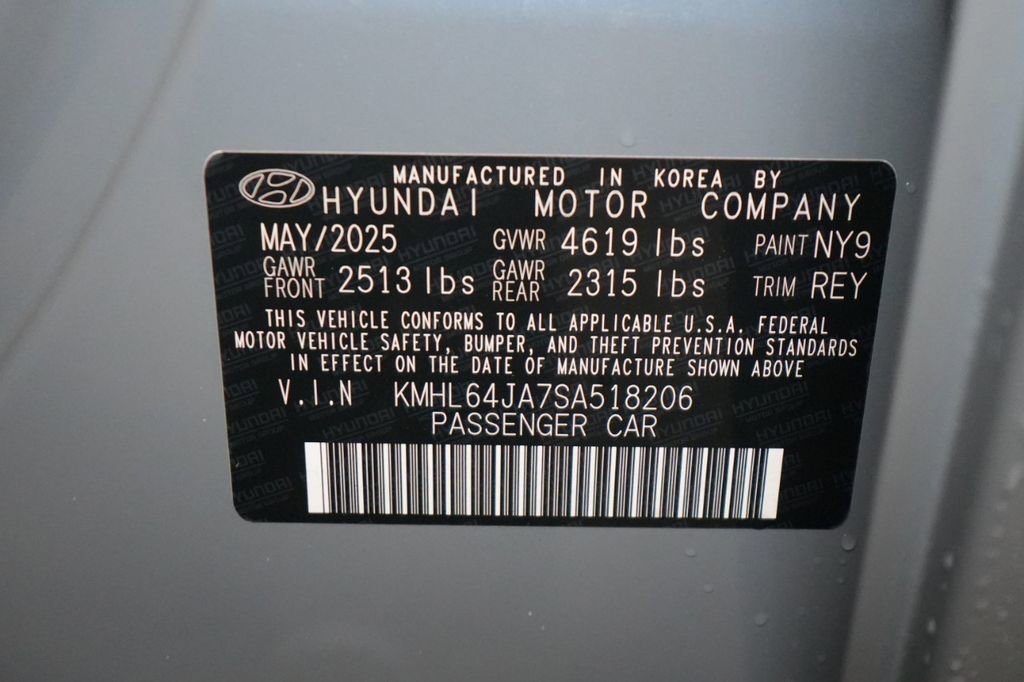 MANUFACTURED IN KOREA BY
HYUNDAI MOTOR COMPANY
MAY/2025 GVWR 4619 lbs PAINT NY9
GAWR FRONT 2513 lbs GAWR REAR 2315 lbs TRIM REY
THIS VEHICLE CONFORMS TO ALL APPLICABLE U.S.A. FEDERAL
MOTOR VEHICLE SAFETY, BUMPER, AND THEFT PREVENTION STANDARDS
IN EFFECT ON THE DATE OF MANUFACTURE SHOWN ABOVE
V.I.N KMHL64JA7SA518206
PASSENGER CAR